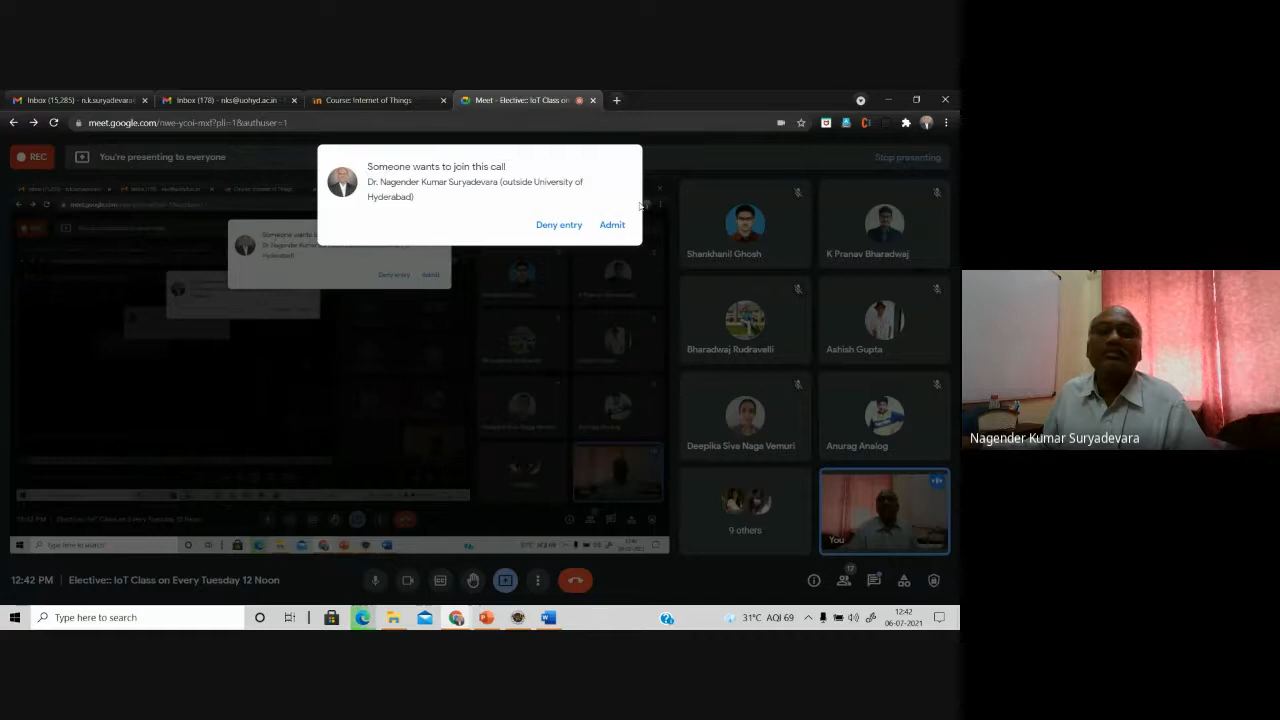 Inbox (15,285) - n.k.suryadevara
Inbox (178) - nks@uohyd.ac.in -
Course: Internet of Things
Meet - Elective:: IoT Class on
meet.google.com/nwe-ycoi-mxf?pli=1&authuser=1
REC
You're presenting to everyone
Stop presenting
Someone wants to join this call
Dr. Nagender Kumar Suryadevara (outside University of
Hyderabad)
Deny entry
Admit
Deny entry
Admit
Shankhanil Ghosh
K Pranav Bharadwaj
Bharadwaj Rudravelli
Ashish Gupta
Deepika Siva Naga Vemuri
Anurag Analog
9 others
You
Nagender Kumar Suryadevara
12:42 PM | Elective:: IoT Class on Every Tuesday 12 Noon
17
Type here to search
31°C AQI 69
12:42
06-07-2021